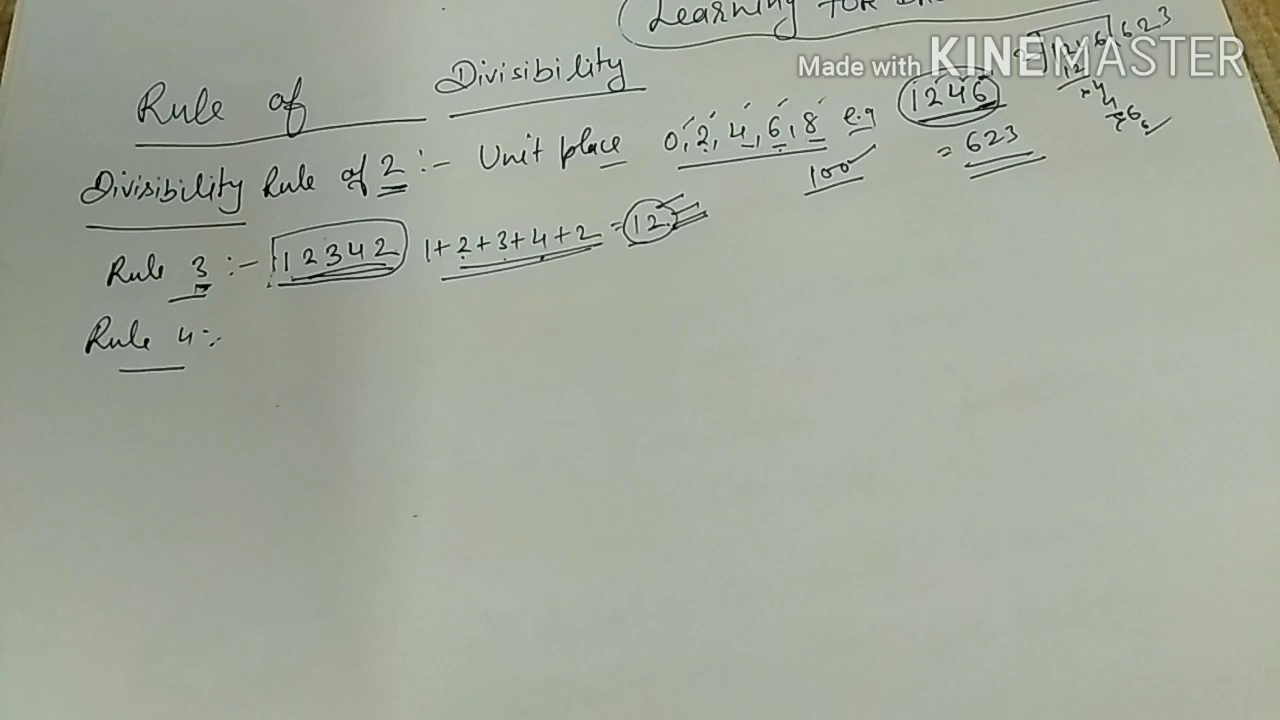 Learning FOR
Made with KINEMASTER
Rule of Divisibility
Divisibility Rule of 2 :- Unit place 0, 2, 4, 6, 8 e.g 1246
= 623
100
Rule 3 :- 12342 1+2+3+4+2 = 12
Rule 4 :-